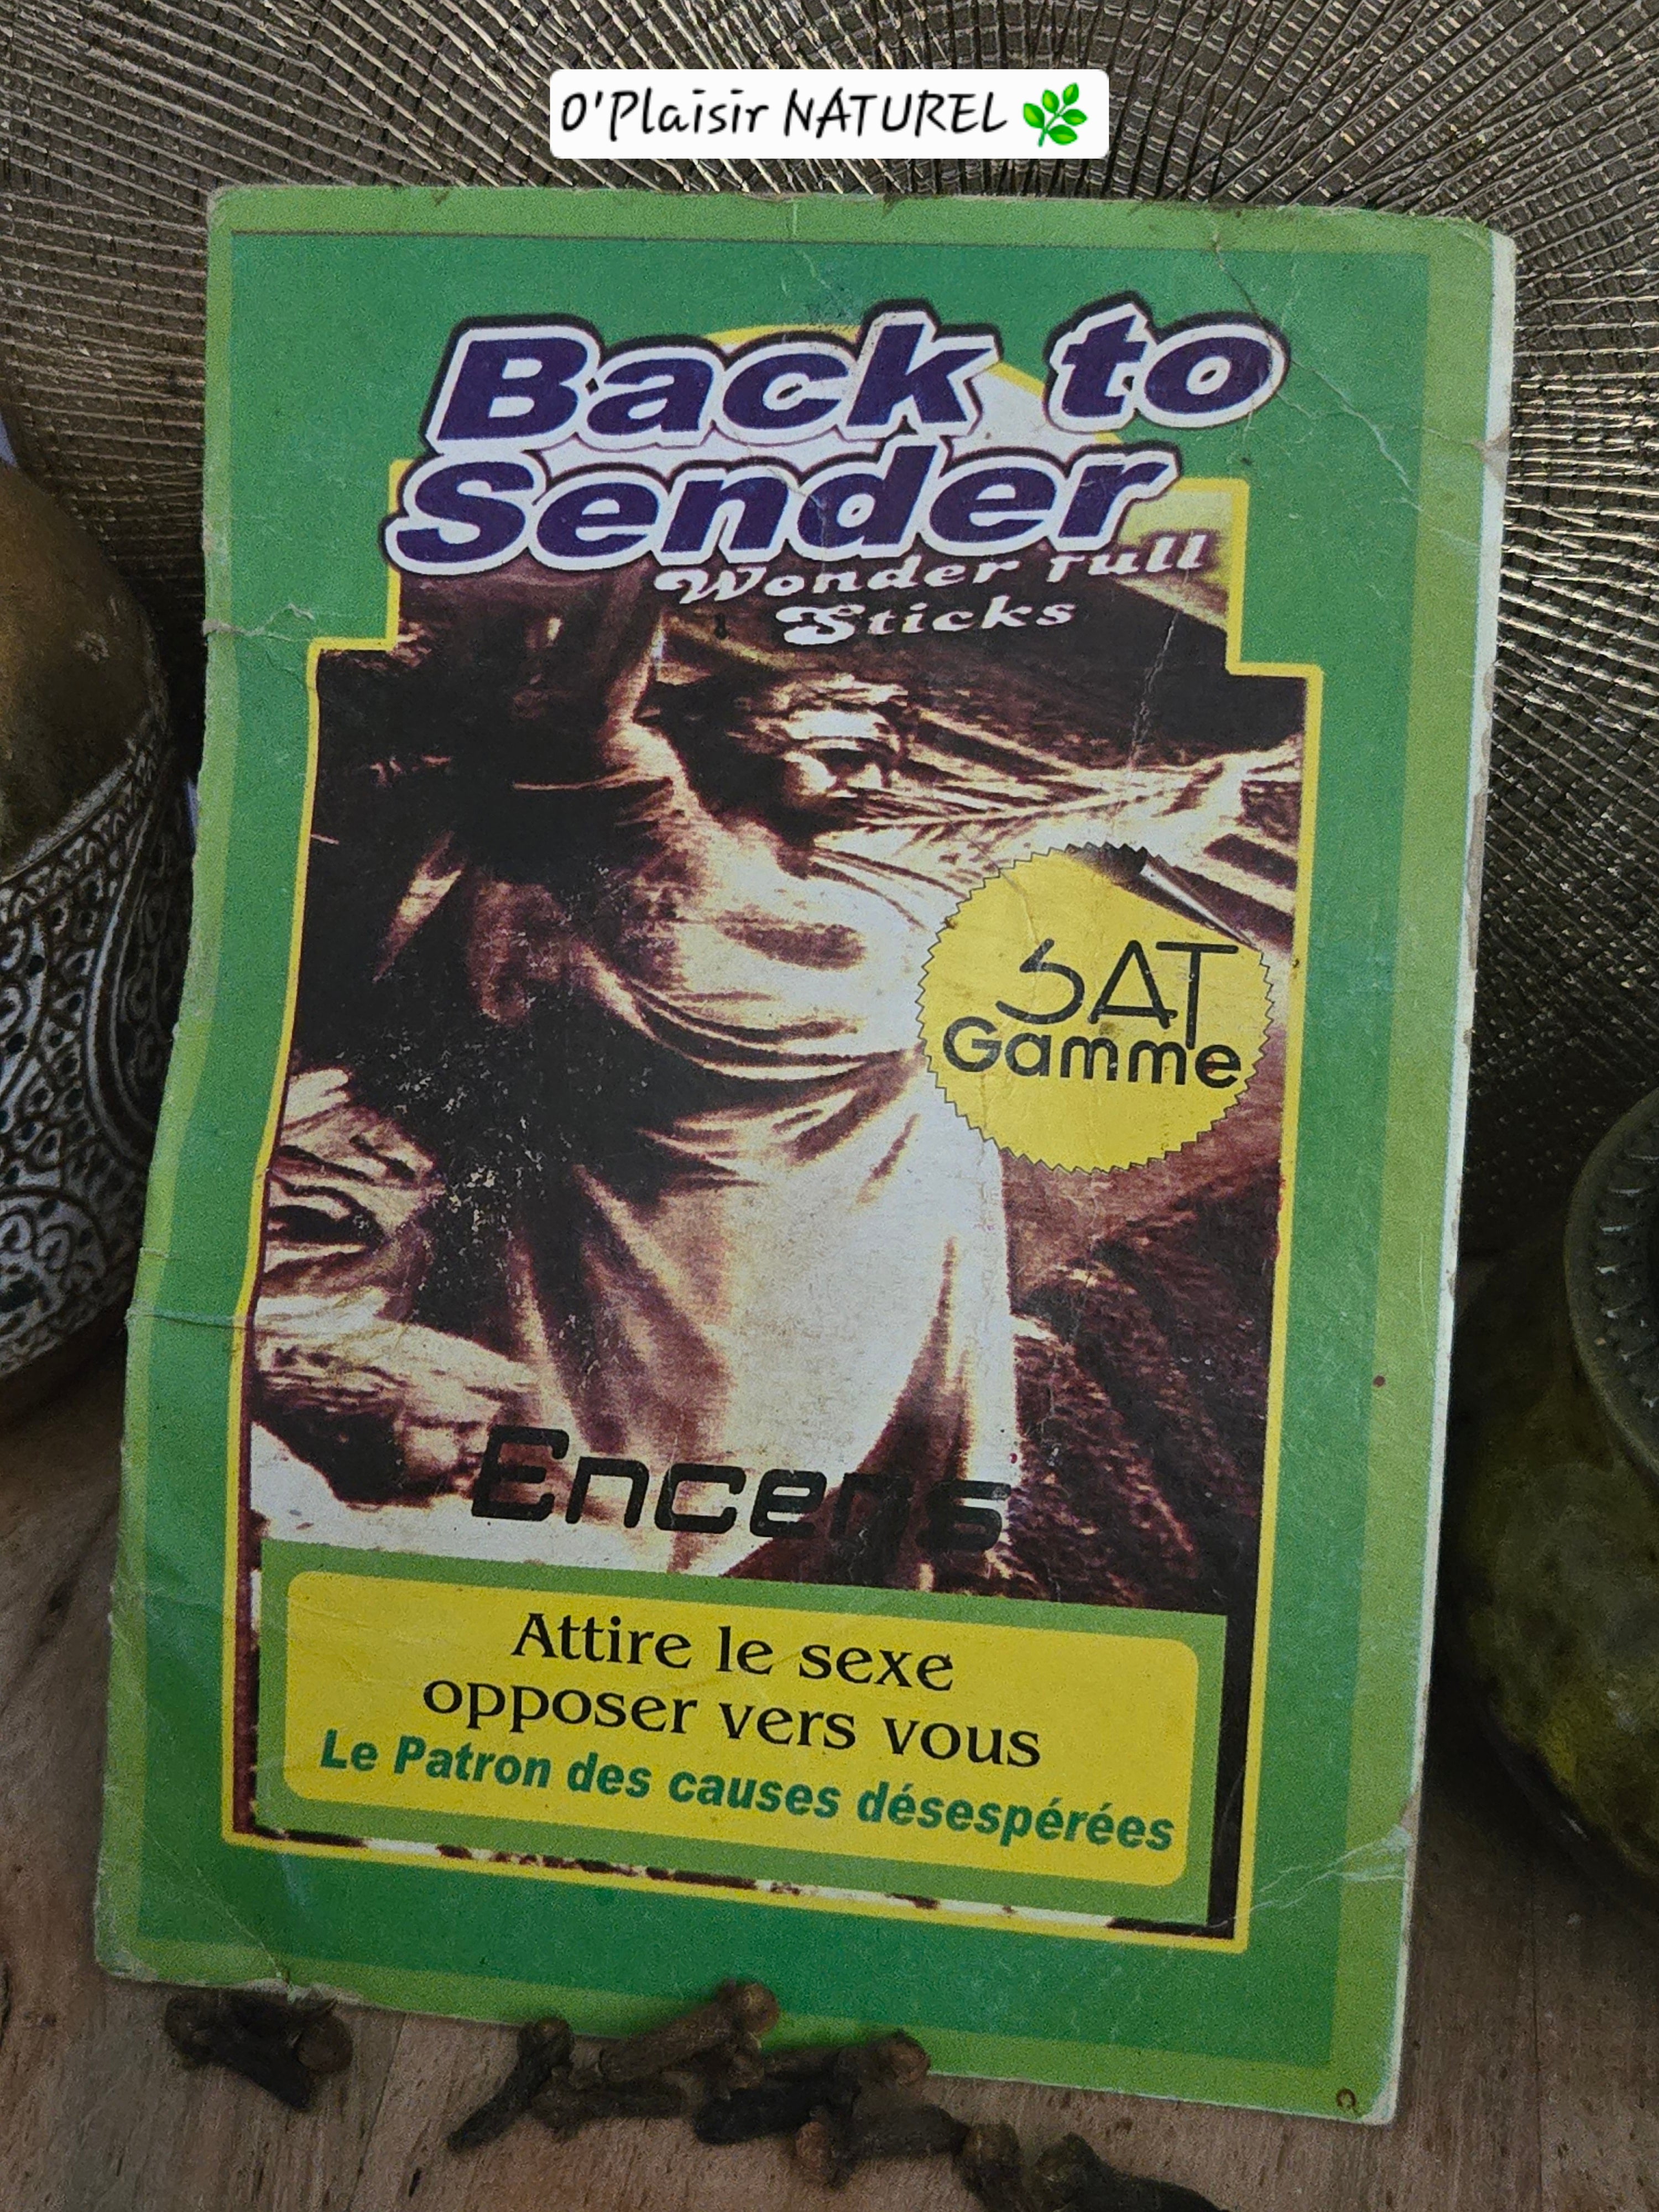 O'Plaisir NATUREL
Back to
Sender
Wonder full
Sticks
SAT
Gamme
Encens
Attire le sexe
opposer vers vous
Le Patron des causes désespérées